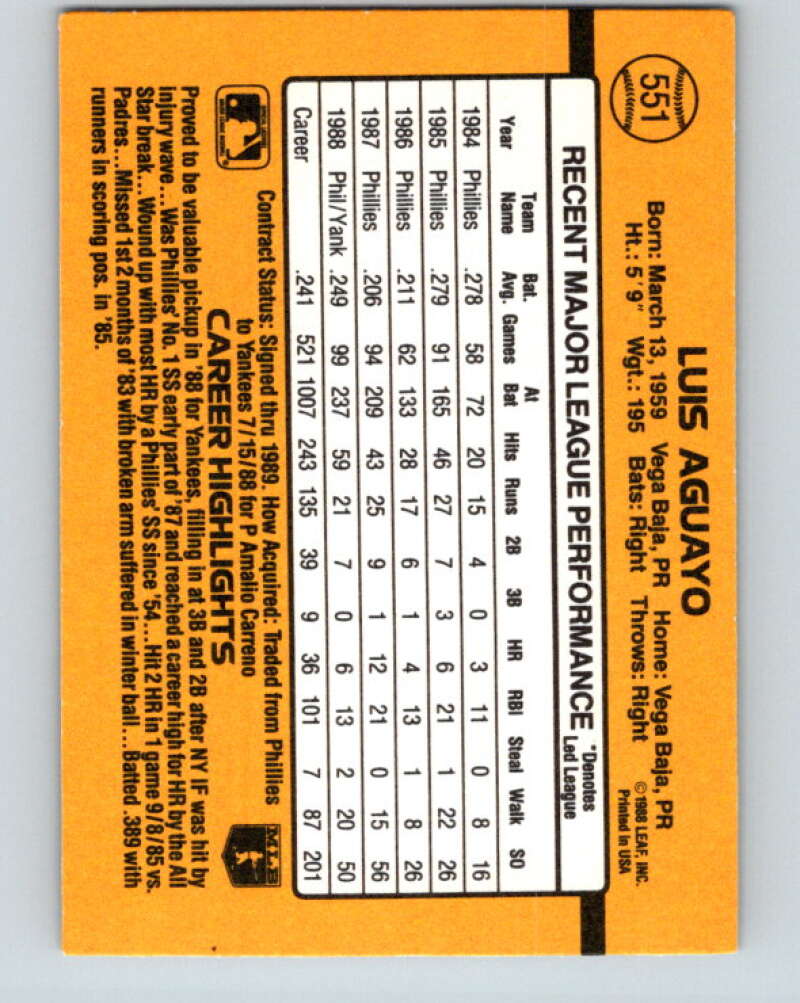 551
LUIS AGUAYO
©1988 LEAF, INC.
Printed in USA
Born: March 13, 1959 Vega Baja, PR Home: Vega Baja, PR
Ht.: 5'9" Wgt.: 195 Bats: Right Throws: Right
RECENT MAJOR LEAGUE PERFORMANCE *Denotes Led League
Year Team Name Bat. Avg. Games At Bat Hits Runs 2B 3B HR RBI Steal Walk SO
1984 Phillies .278 58 72 20 15 4 0 3 11 0 8 16
1985 Phillies .279 91 165 46 27 7 3 6 21 1 22 26
1986 Phillies .211 62 133 28 17 6 1 4 13 1 8 26
1987 Phillies .206 94 209 43 25 9 1 12 21 0 15 56
1988 Phil/Yank .249 99 237 59 21 7 0 6 13 2 20 50
Career .241 521 1007 243 135 39 9 36 101 7 87 201
Contract Status: Signed thru 1989. How Acquired: Traded from Phillies
to Yankees 7/15/88 for P Amalio Carreno
MLB
CAREER HIGHLIGHTS
Proved to be valuable pickup in '88 for Yankees, filling in at 3B and 2B after NY IF was hit by
injury wave...Was Phillies' No. 1 SS early part of '87 and reached a career high for HR by the All
Star break...Wound up with most HR by a Phillies' SS since '54...Hit 2 HR in 1 game 9/8/85 vs.
Padres...Missed 1st 2 months of '83 with broken arm suffered in winter ball...Batted .389 with
runners in scoring pos. in '85.